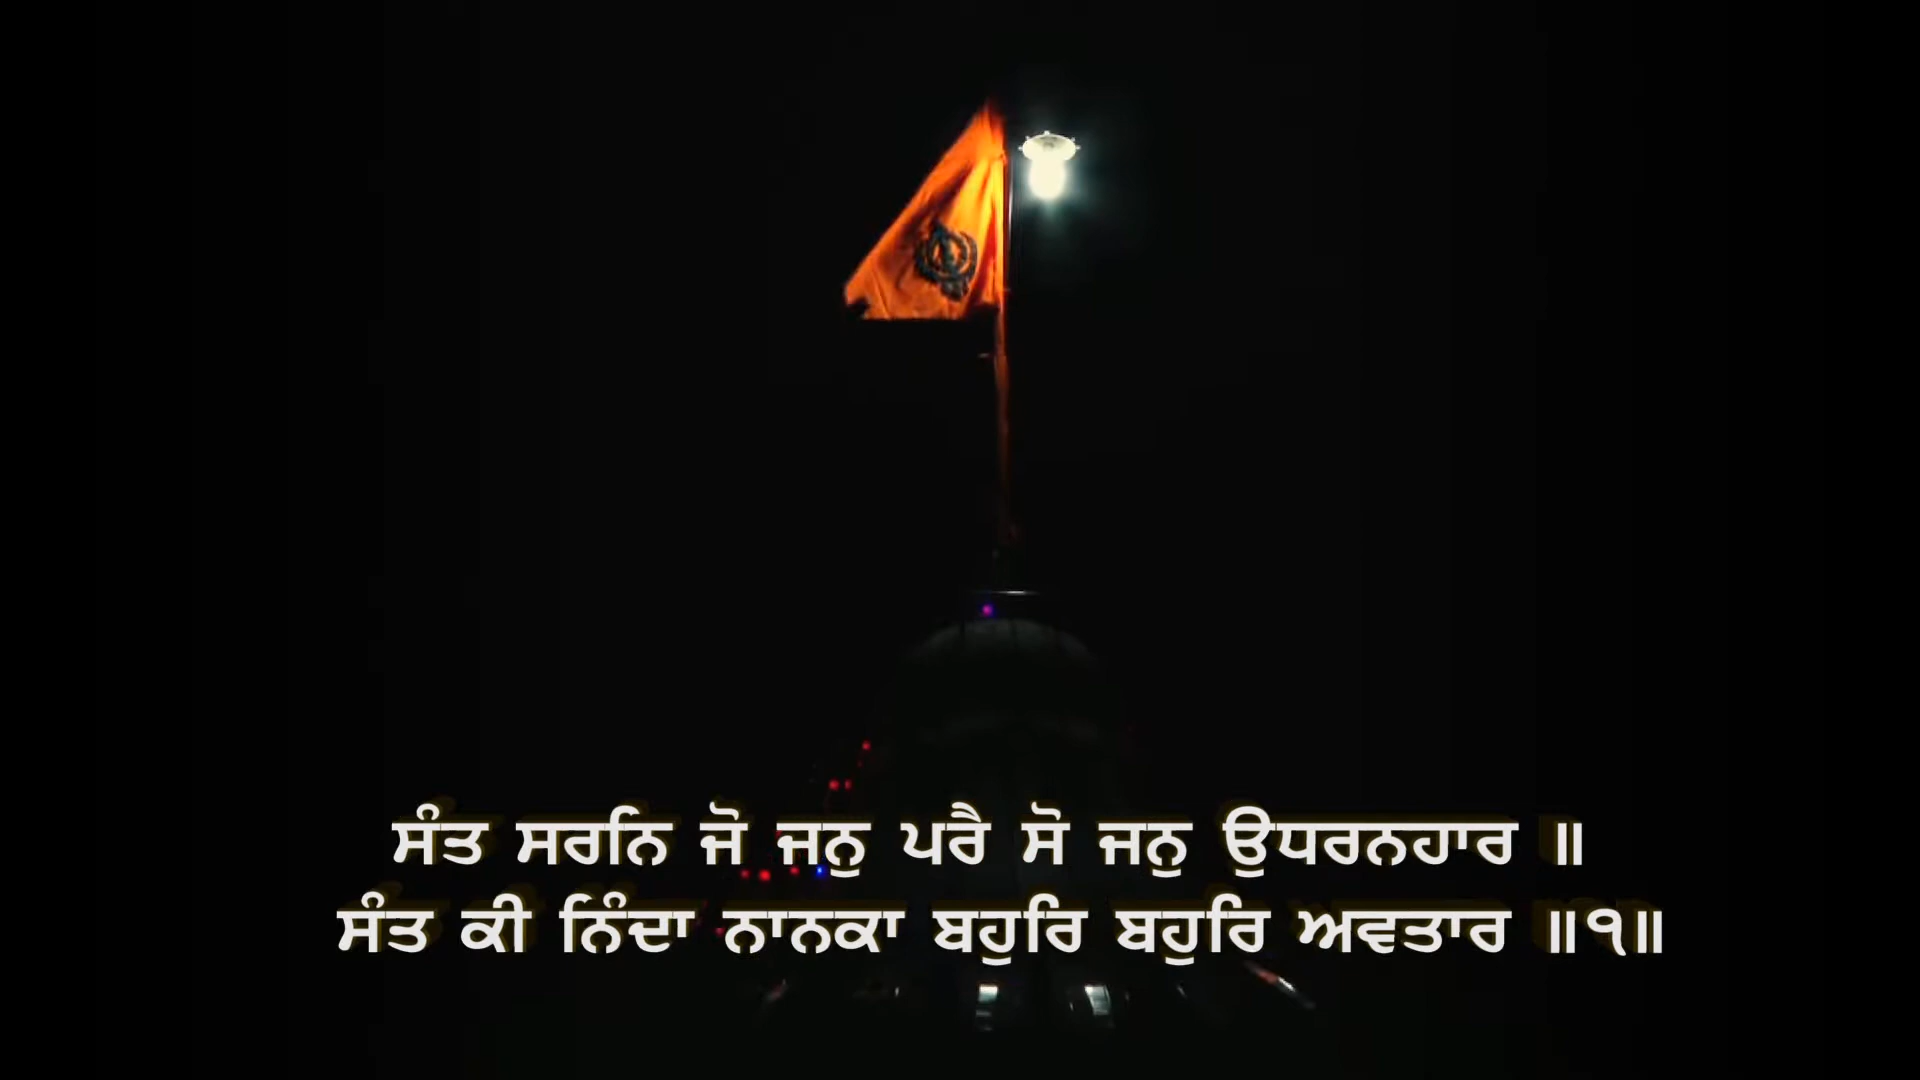 ਸੰਤ ਸਰਨਿ ਜੋ ਜਨੁ ਪਰੈ ਸੋ ਜਨੁ ਉਧਰਨਹਾਰ ॥
ਸੰਤ ਕੀ ਨਿੰਦਾ ਨਾਨਕਾ ਬਹੁਰਿ ਬਹੁਰਿ ਅਵਤਾਰ ॥੧॥